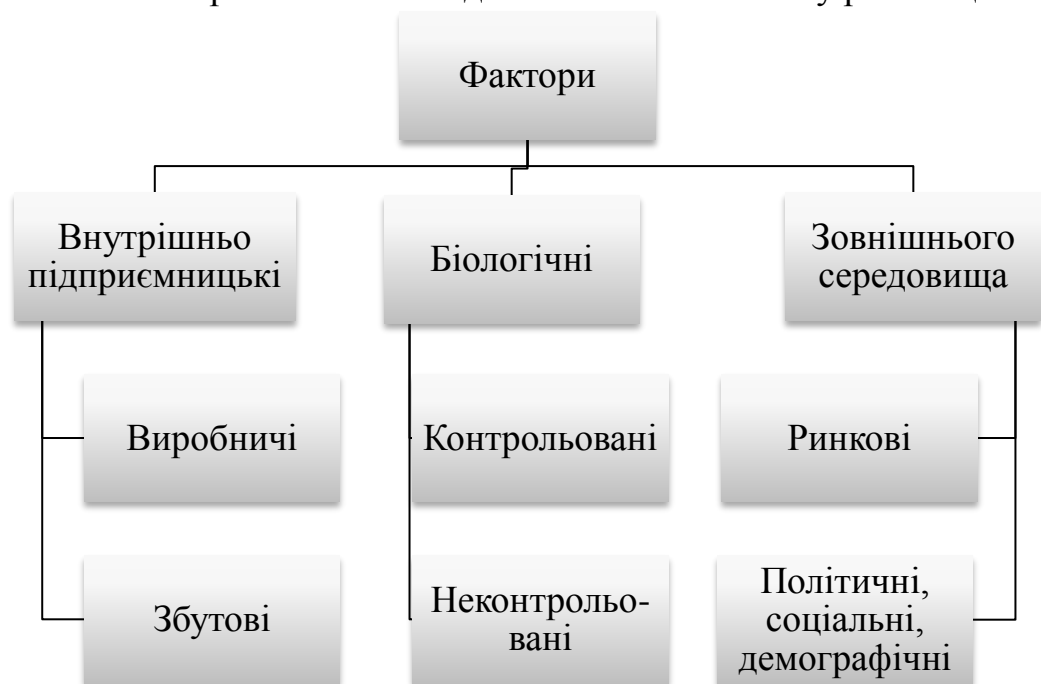 Фактори
Внутрішньо
підприємницькі
Біологічні
Зовнішнього
середовища
Виробничі
Контрольовані
Ринкові
Збутові
Неконтрольо-
вані
Політичні,
соціальні,
демографічні